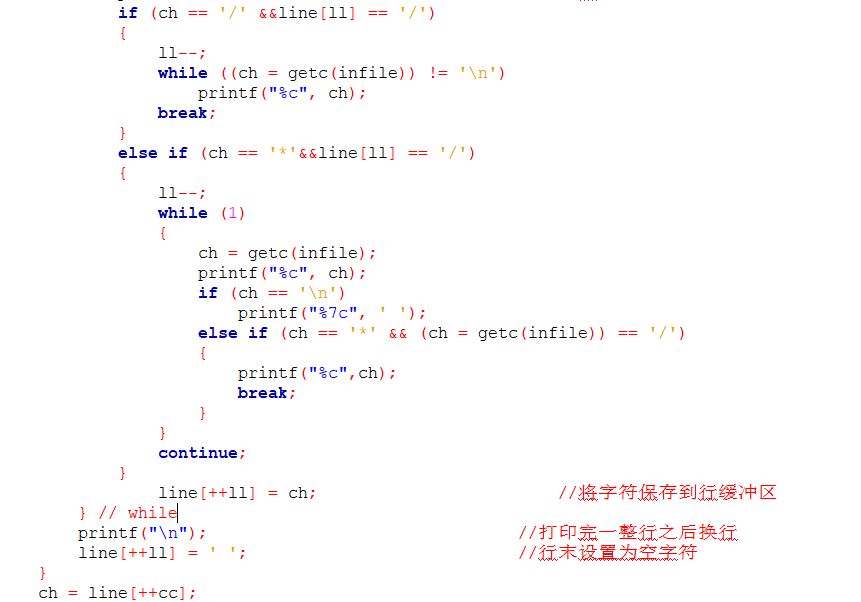 if (ch == '/' &&line[ll] == '/')
{
ll--;
while ((ch = getc(infile)) != '\n')
printf("%c", ch);
break;
}
else if (ch == '*'&&line[ll] == '/')
{
ll--;
while (1)
{
ch = getc(infile);
printf("%c", ch);
if (ch == '\n')
printf("%7c", ' ');
else if (ch == '*' && (ch = getc(infile)) == '/')
{
printf("%c",ch);
break;
}
}
continue;
}
line[++ll] = ch; //将字符保存到行缓冲区
} // while
printf("\n"); //打印完一整行之后换行
line[++ll] = ' '; //行末设置为空字符
}
ch = line[++cc];